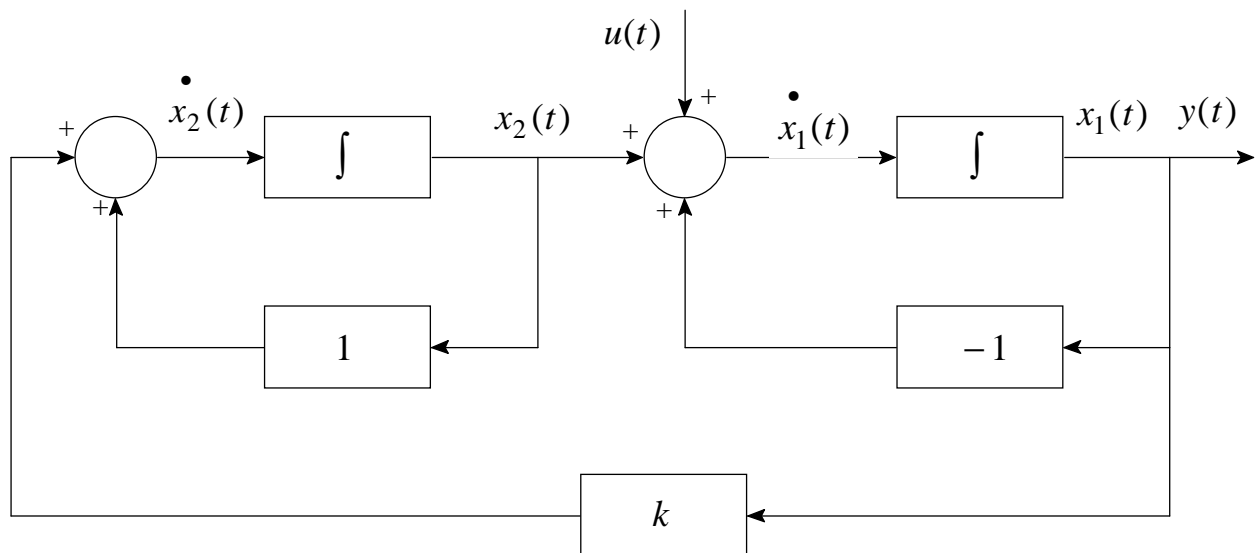 u(t)
ẋ₂(t)
x₂(t)
ẋ₁(t)
x₁(t)
y(t)
+
+
+
+
+
∫
∫
1
−1
k